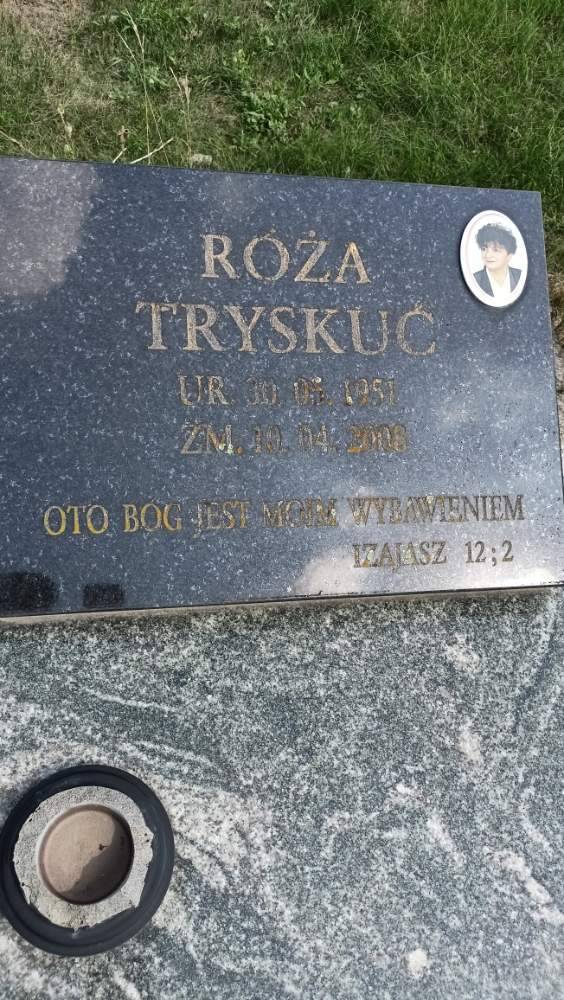 RÓŻA
TRYSKUĆ
UR. 30. 05. 1951
ZM. 10. 04. 2008
OTO BÓG JEST MOIM WYBAWIENIEM
IZAJASZ 12;2